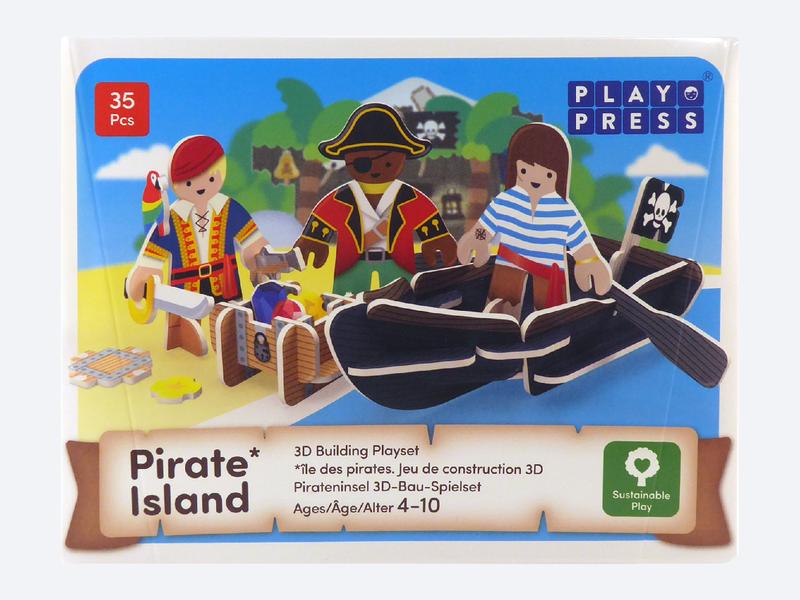 35
Pcs
PLAY
PRESS
®
Pirate*
Island
3D Building Playset
*île des pirates. Jeu de construction 3D
Pirateninsel 3D-Bau-Spielset
Ages/Âge/Alter 4-10
Sustainable
Play